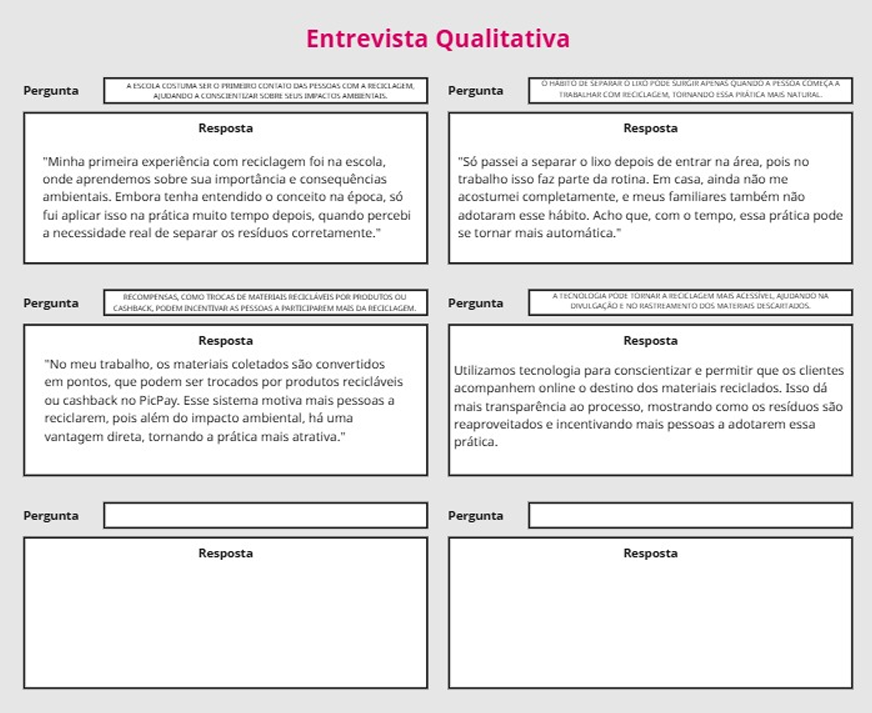 Entrevista Qualitativa
Pergunta
A ESCOLA COSTUMA SER O PRIMEIRO CONTATO DAS PESSOAS COM A RECICLAGEM,
AJUDANDO A CONSCIENTIZAR SOBRE SEUS IMPACTOS AMBIENTAIS.
Resposta
"Minha primeira experiência com reciclagem foi na escola,
onde aprendemos sobre sua importância e consequências
ambientais. Embora tenha entendido o conceito na época, só
fui aplicar isso na prática muito tempo depois, quando percebi
a necessidade real de separar os resíduos corretamente."
Pergunta
O HÁBITO DE SEPARAR O LIXO PODE SURGIR APENAS QUANDO A PESSOA COMEÇA A
TRABALHAR COM RECICLAGEM, TORNANDO ESSA PRÁTICA MAIS NATURAL.
Resposta
"Só passei a separar o lixo depois de entrar na área, pois no
trabalho isso faz parte da rotina. Em casa, ainda não me
acostumei completamente, e meus familiares também não
adotaram esse hábito. Acho que, com o tempo, essa prática pode
se tornar mais automática."
Pergunta
RECOMPENSAS, COMO TROCAS DE MATERIAIS RECICLÁVEIS POR PRODUTOS OU
CASHBACK, PODEM INCENTIVAR AS PESSOAS A PARTICIPAREM MAIS DA RECICLAGEM.
Resposta
"No meu trabalho, os materiais coletados são convertidos
em pontos, que podem ser trocados por produtos recicláveis
ou cashback no PicPay. Esse sistema motiva mais pessoas a
reciclarem, pois além do impacto ambiental, há uma
vantagem direta, tornando a prática mais atrativa."
Pergunta
A TECNOLOGIA PODE TORNAR A RECICLAGEM MAIS ACESSÍVEL, AJUDANDO NA
DIVULGAÇÃO E NO RASTREAMENTO DOS MATERIAIS DESCARTADOS.
Resposta
Utilizamos tecnologia para conscientizar e permitir que os clientes
acompanhem online o destino dos materiais reciclados. Isso dá
mais transparência ao processo, mostrando como os resíduos são
reaproveitados e incentivando mais pessoas a adotarem essa
prática.
Pergunta
Resposta
Pergunta
Resposta